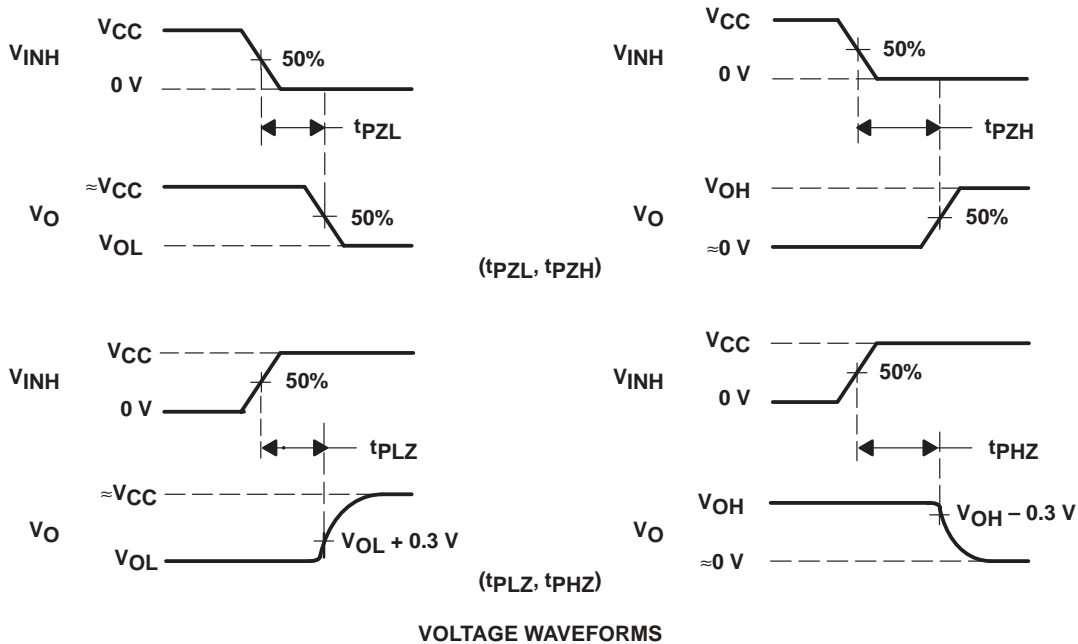 VCC
VINH
50%
0 V
tPZL
≈VCC
VO
50%
VOL
VCC
VINH
50%
0 V
tPZH
VOH
VO
50%
≈0 V
(tPZL, tPZH)
VCC
VINH
50%
0 V
tPLZ
≈VCC
VO
VOL + 0.3 V
VOL
VCC
VINH
50%
0 V
tPHZ
VOH
VOH – 0.3 V
VO
≈0 V
(tPLZ, tPHZ)
VOLTAGE WAVEFORMS